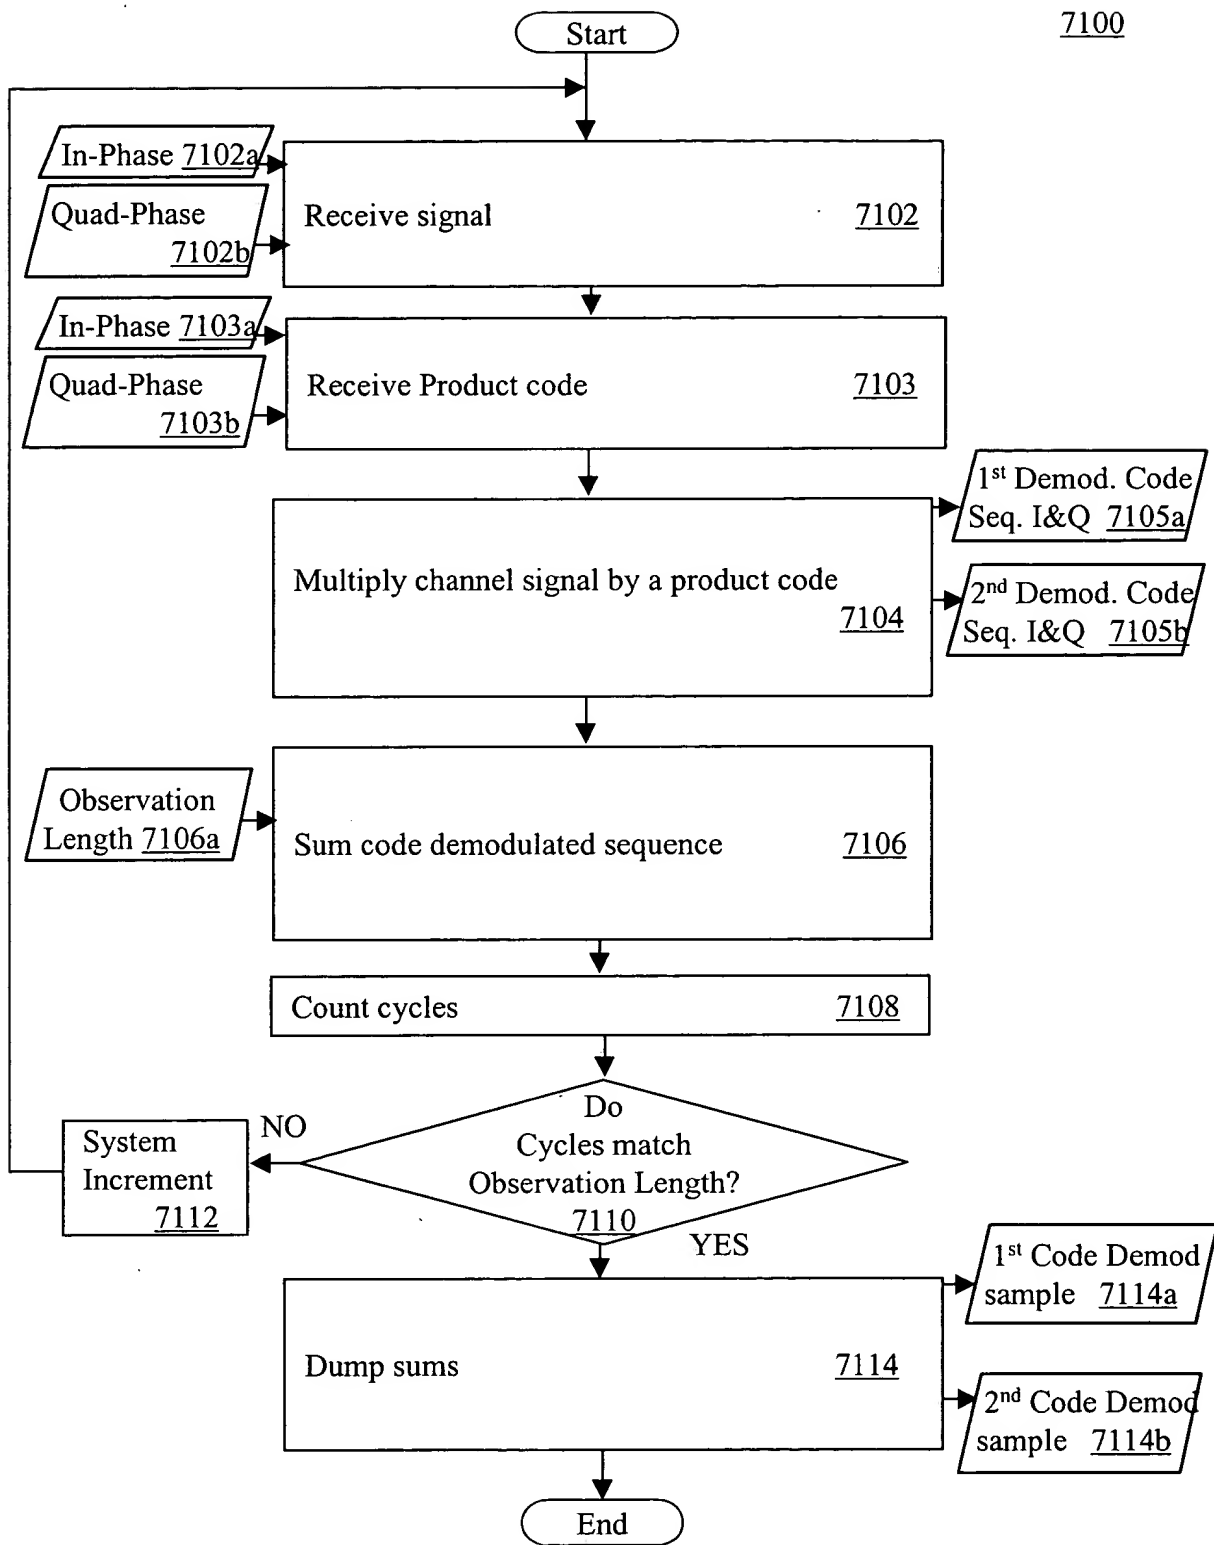 7100
Start
In-Phase 7102a
Quad-Phase
7102b
Receive signal 7102
In-Phase 7103a
Quad-Phase
7103b
Receive Product code 7103
1st Demod. Code
Seq. I&Q 7105a
Multiply channel signal by a product code
7104
2nd Demod. Code
Seq. I&Q 7105b
Observation
Length 7106a
Sum code demodulated sequence 7106
Count cycles 7108
Do
Cycles match
Observation Length?
7110
NO
System
Increment
7112
YES
1st Code Demod
sample 7114a
Dump sums 7114
2nd Code Demod
sample 7114b
End